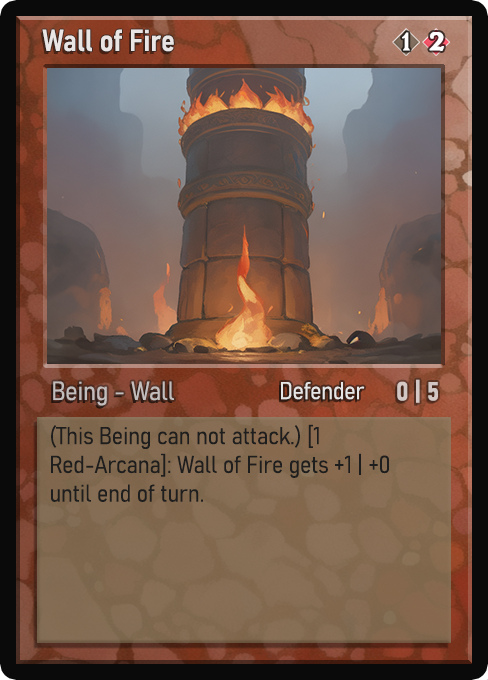 Wall of Fire 1 2
Being - Wall Defender 0 | 5
(This Being can not attack.) [1
Red-Arcana]: Wall of Fire gets +1 | +0
until end of turn.